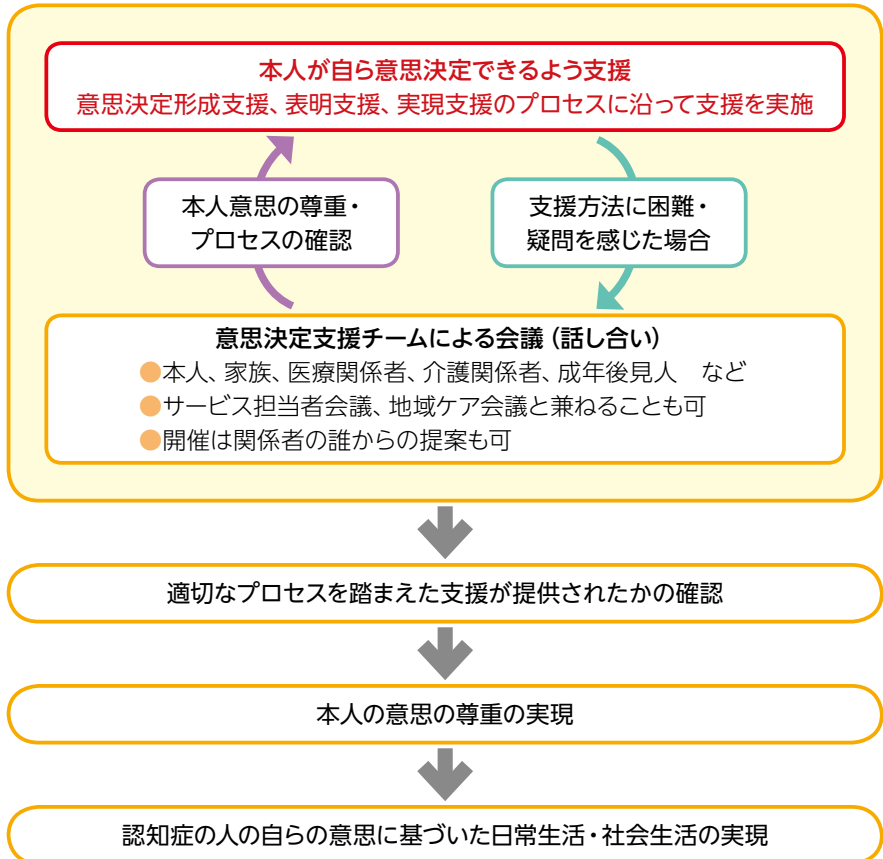 本人が自ら意思決定できるよう支援
意思決定形成支援、表明支援、実現支援のプロセスに沿って支援を実施
本人意思の尊重・
プロセスの確認
支援方法に困難・
疑問を感じた場合
意思決定支援チームによる会議（話し合い）
●本人、家族、医療関係者、介護関係者、成年後見人　など
●サービス担当者会議、地域ケア会議と兼ねることも可
●開催は関係者の誰からの提案も可
適切なプロセスを踏まえた支援が提供されたかの確認
本人の意思の尊重の実現
認知症の人の自らの意思に基づいた日常生活・社会生活の実現